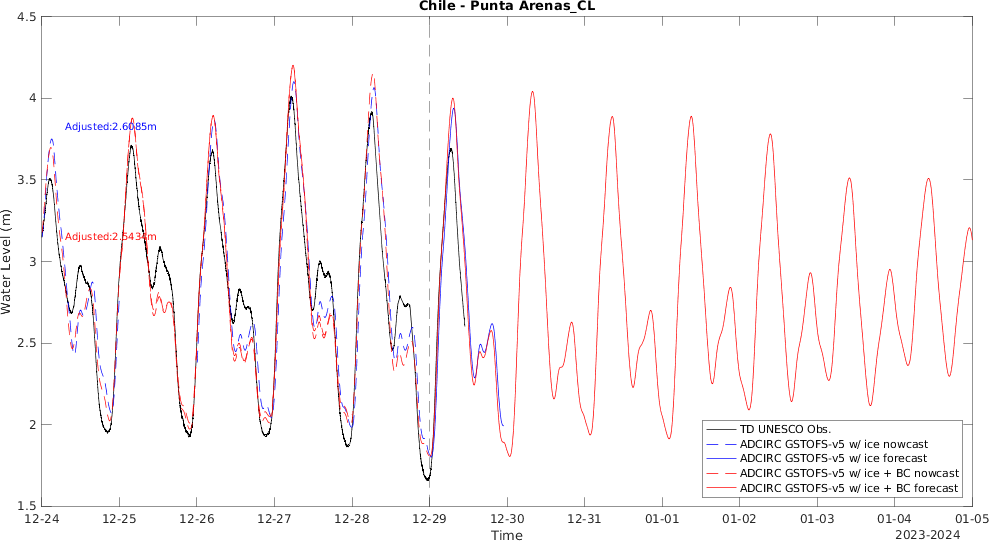 Chile - Punta Arenas_CL
Water Level (m)
4.5
4
3.5
3
2.5
2
1.5
Adjusted:2.6085m
Adjusted:2.5434m
TD UNESCO Obs.
ADCIRC GSTOFS-v5 w/ ice nowcast
ADCIRC GSTOFS-v5 w/ ice forecast
ADCIRC GSTOFS-v5 w/ ice + BC nowcast
ADCIRC GSTOFS-v5 w/ ice + BC forecast
12-24 12-25 12-26 12-27 12-28 12-29 12-30 12-31 01-01 01-02 01-03 01-04 01-05
Time
2023-2024